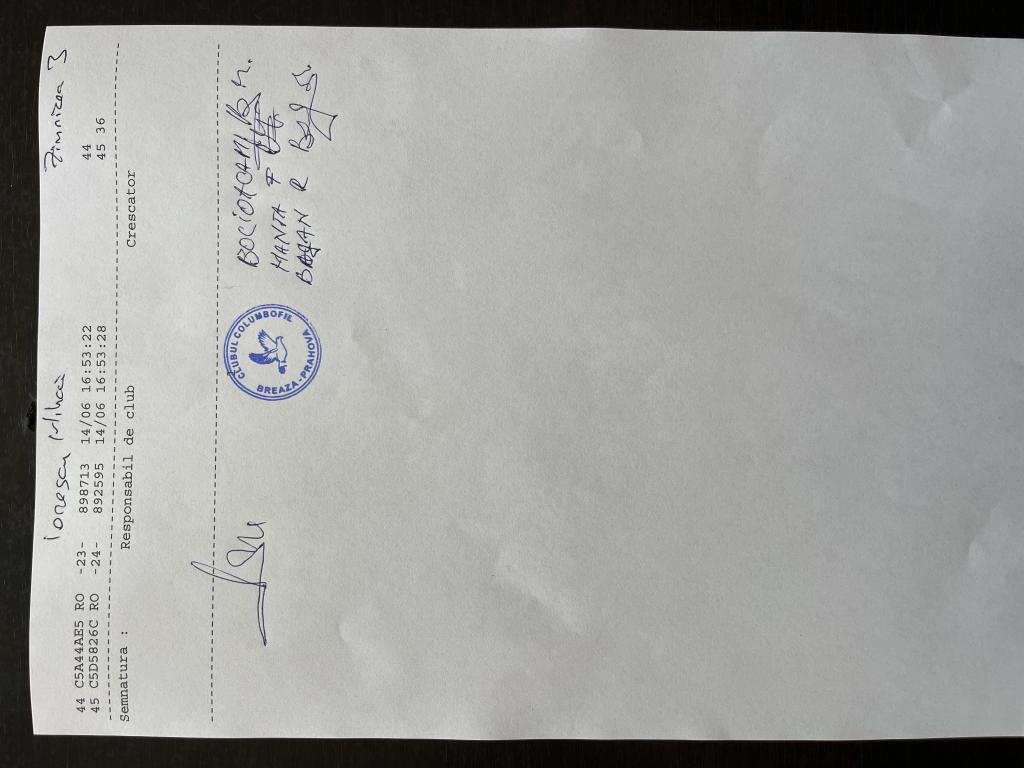 Ionescu Mihai Zimnicea 3
44 C5A44AE5 RO -23- 898713 14/06 16:53:22 44
45 C5D5826C RO -24- 892595 14/06 16:53:28 45 36
Semnatura :
Responsabil de club Crescator
CLUBUL COLUMBOFIL
BREAZA-PRAHOVA
MANTA F
R